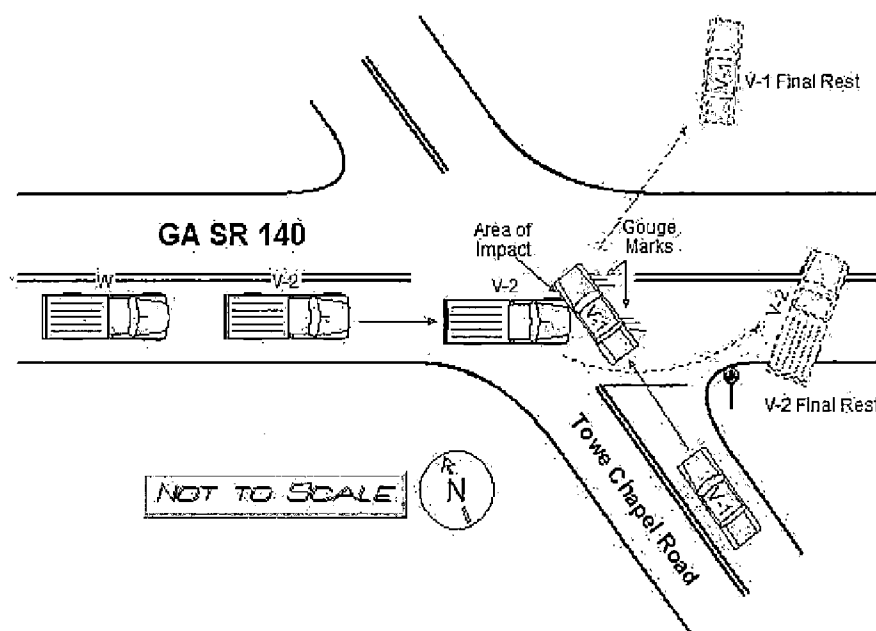 V-1
V-1 Final Rest
GA SR 140
Area of
Impact
Gouge
Marks
W
V-2
V-2
V-1
V-2
V-2 Final Rest
Towe Chapel Road
V-1
NOT TO SCALE
N